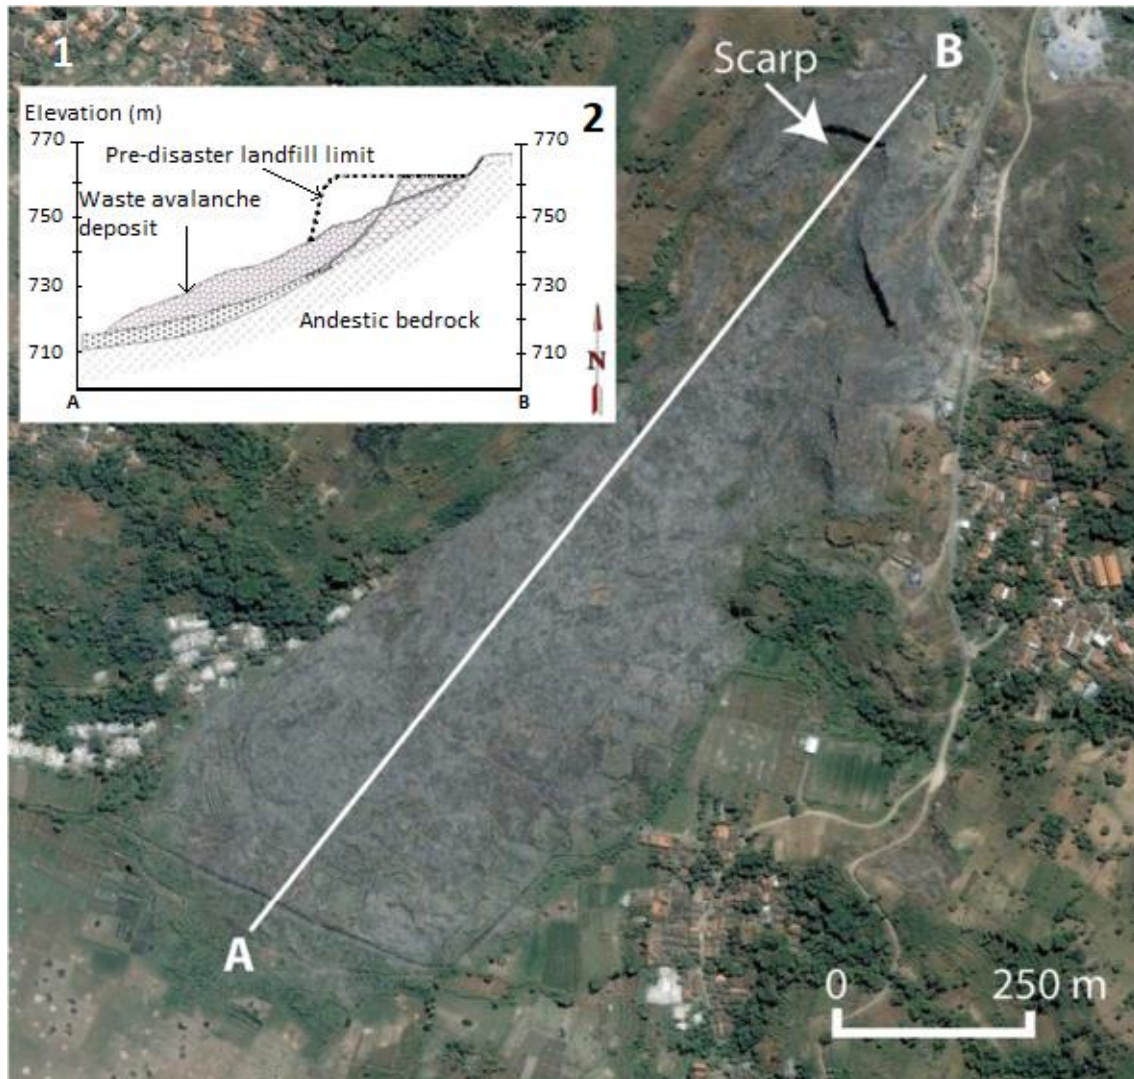 1
2
Elevation (m)
770
770
Pre-disaster landfill limit
Waste avalanche
deposit
750
750
730
730
Andestic bedrock
710
710
A
B
N
Scarp
B
A
0
250 m